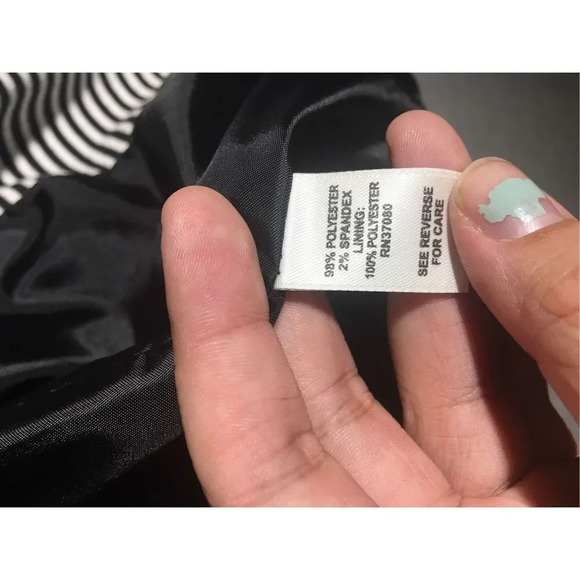 98% POLYESTER
2% SPANDEX
LINING:
100% POLYESTER
RN37080
SEE REVERSE
FOR CARE